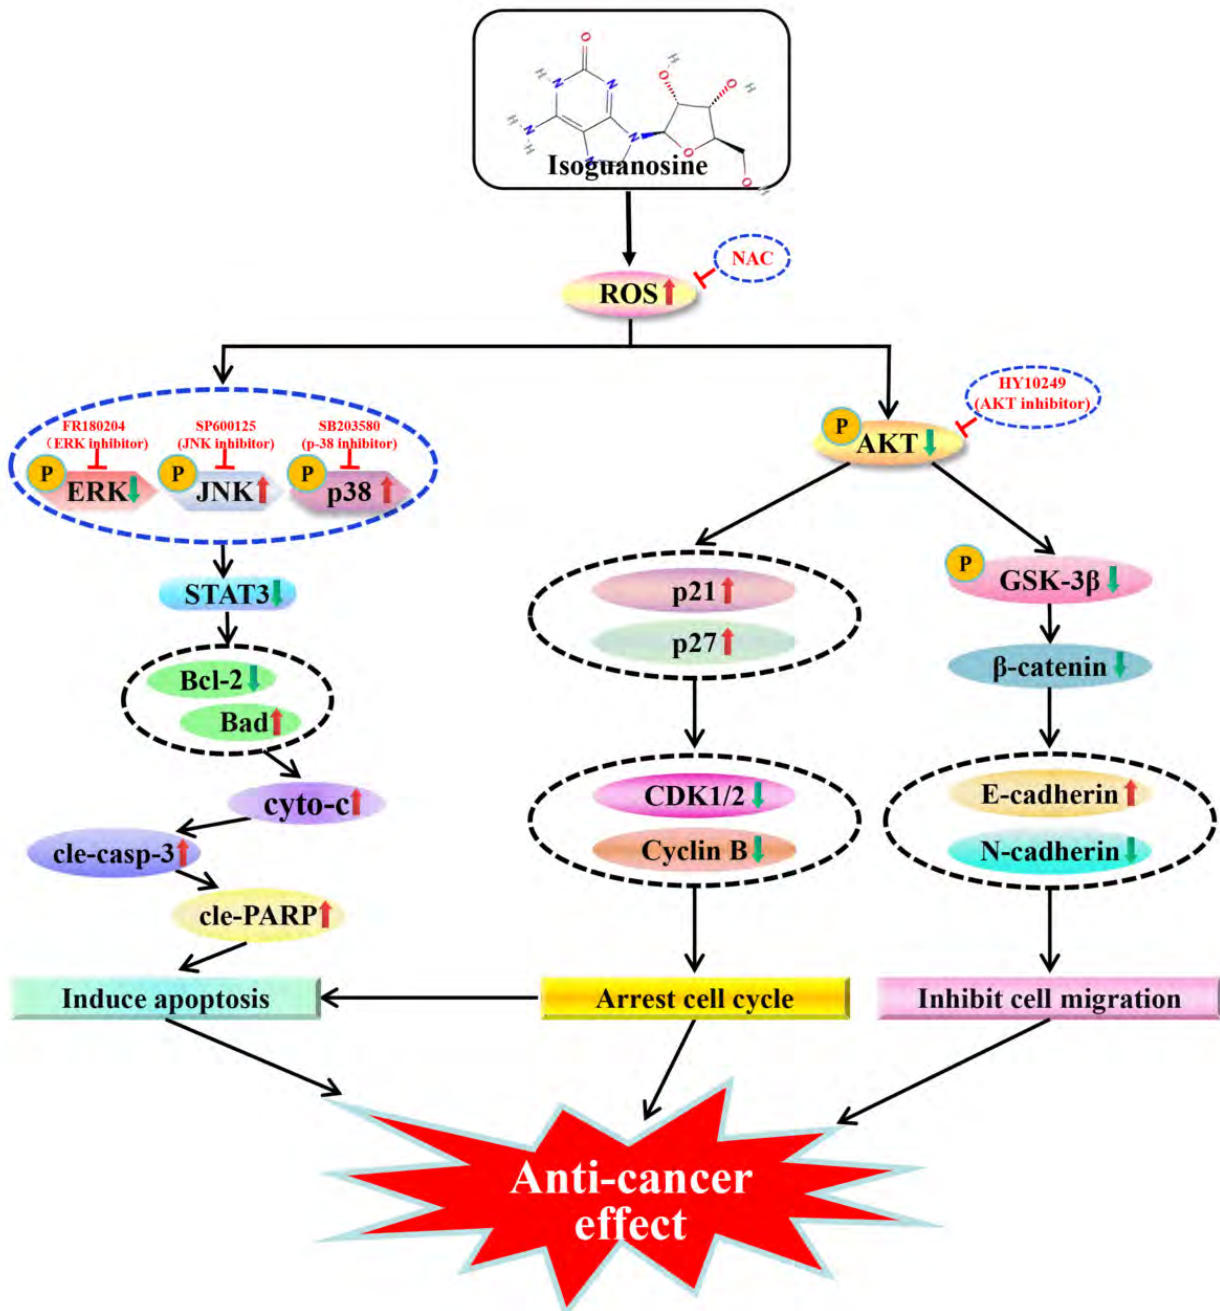 O
H
N
N
H
O
O
H
N
H
H
N
N
O
O
H
Isoguanosine
NAC
ROS
HY10249
(AKT inhibitor)
FR180204
(ERK inhibitor)
SP600125
(JNK inhibitor)
SB203580
(p-38 inhibitor)
P
AKT
P
ERK
P
JNK
P
p38
P
GSK-3β
STAT3
p21
p27
β-catenin
Bcl-2
Bad
cyto-c
CDK1/2
E-cadherin
cle-casp-3
Cyclin B
N-cadherin
cle-PARP
Induce apoptosis
Arrest cell cycle
Inhibit cell migration
Anti-cancer
effect